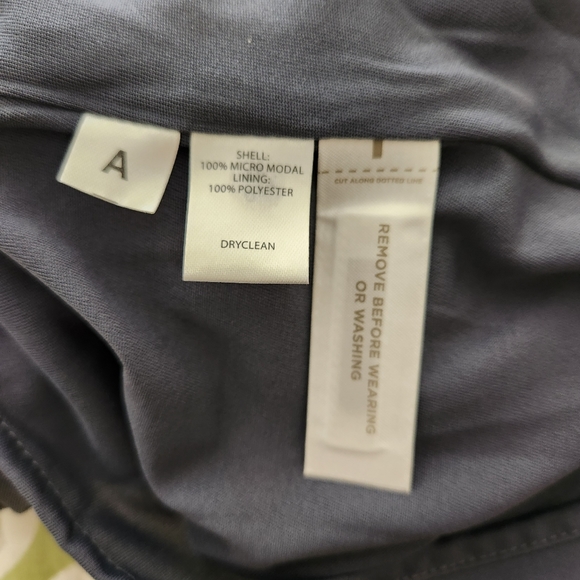 A
SHELL:
100% MICRO MODAL
LINING:
100% POLYESTER
DRYCLEAN
CUT ALONG DOTTED LINE
REMOVE BEFORE WEARING
OR WASHING